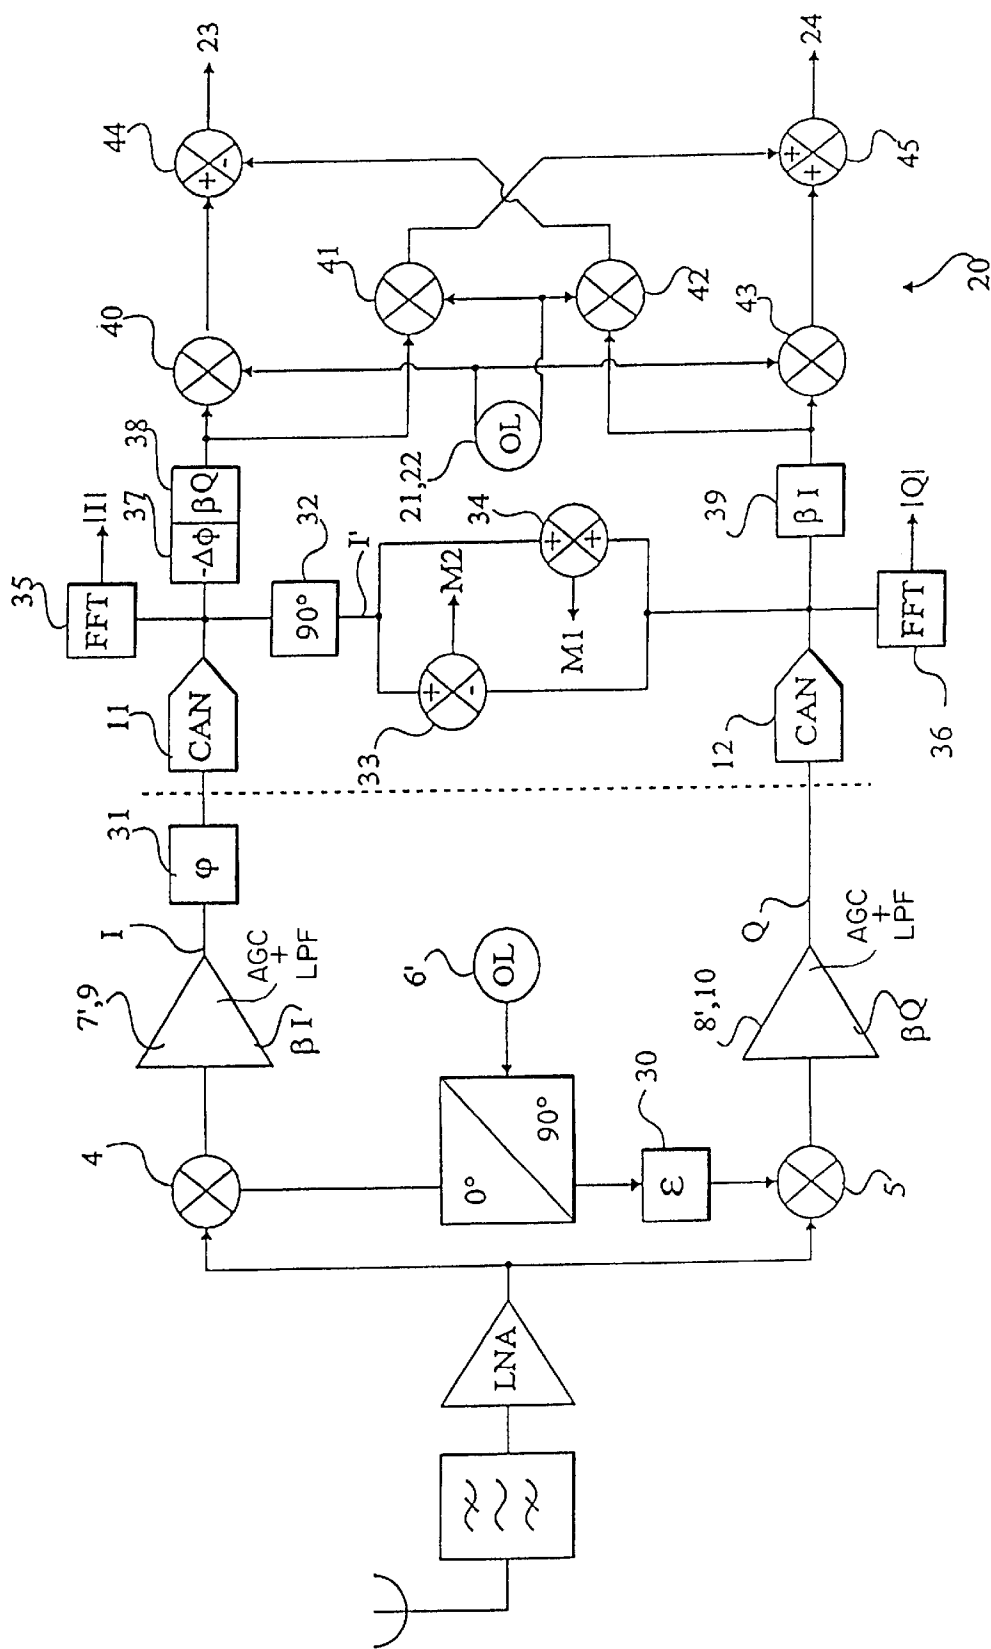 LNA
4
0°
90°
30
ε
5
7',9
β I
AGC
+
LPF
I
6'
OL
8',10
βQ
AGC
+
LPF
Q
31
φ
11
CAN
12
CAN
35
FFT
|I|
37
38
-Δϕ
βQ
90°
32
I'
33
+
-
M2
34
+
+
M1
36
FFT
|Q|
39
β I
21,22
OL
40
41
42
43
44
+
-
23
45
+
+
24
20